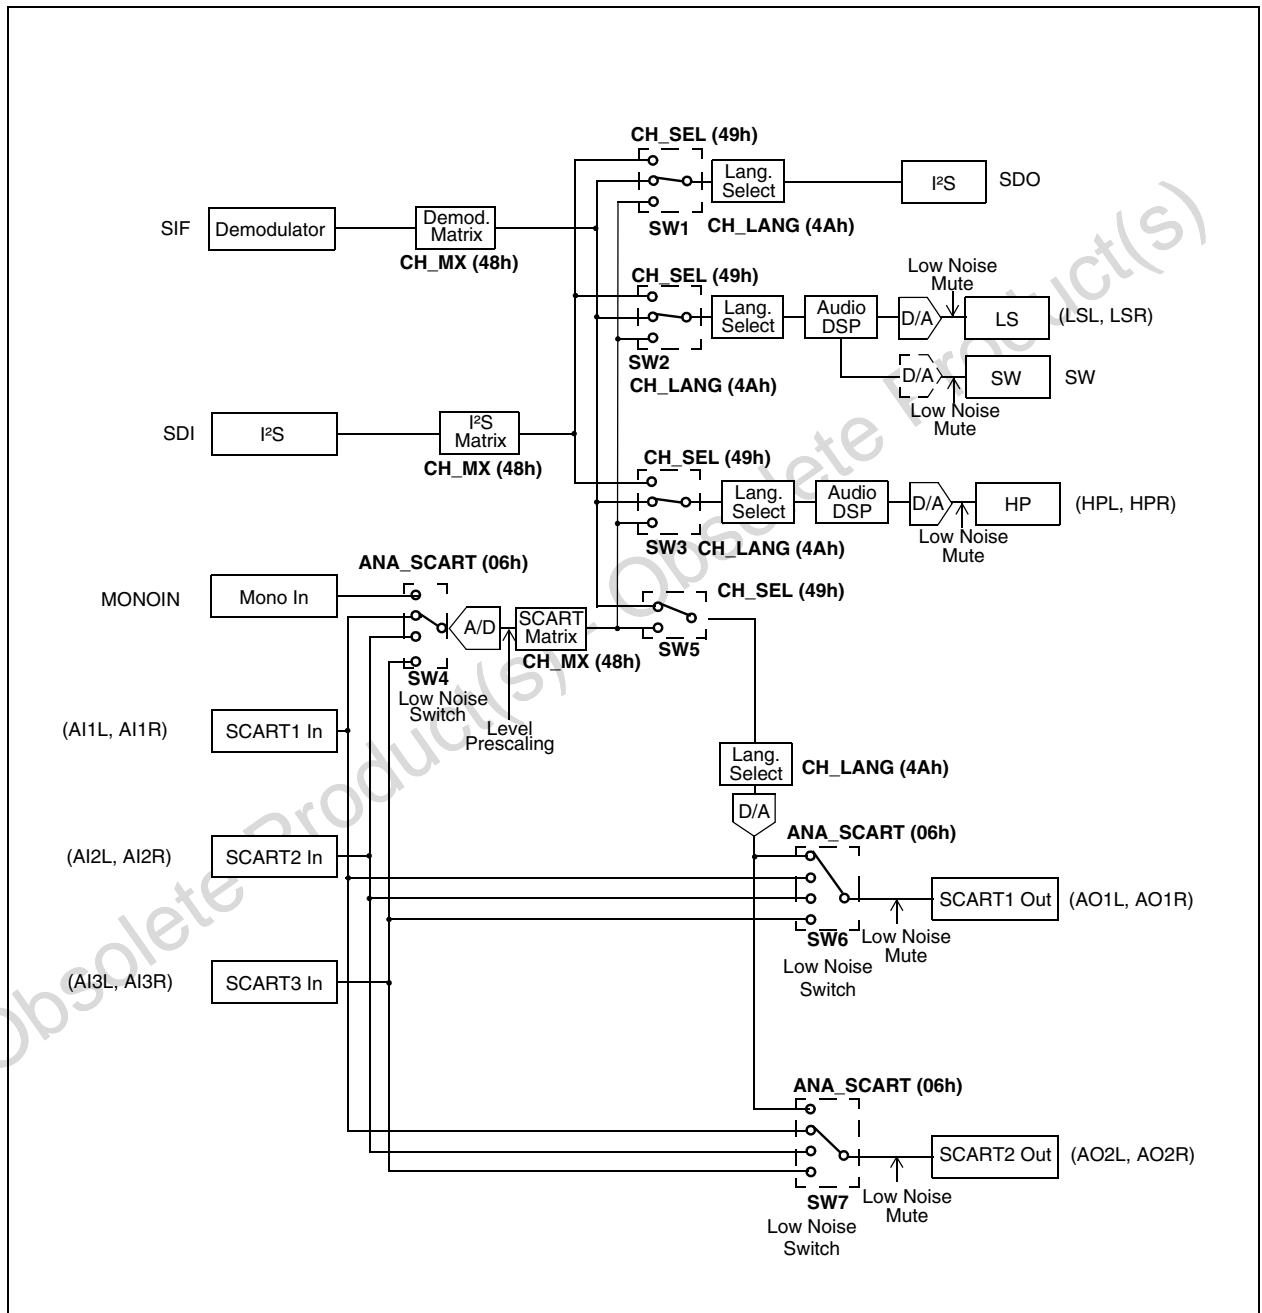 CH_SEL (49h)
Lang.
Select
I²S
SDO
SW1
CH_LANG (4Ah)
SIF
Demodulator
Demod.
Matrix
CH_MX (48h)
CH_SEL (49h)
Lang.
Select
Audio
DSP
D/A
Low Noise
Mute
LS
(LSL, LSR)
SW2
CH_LANG (4Ah)
D/A
SW
SW
Low Noise
Mute
SDI
I²S
I²S
Matrix
CH_MX (48h)
CH_SEL (49h)
Lang.
Select
Audio
DSP
D/A
HP
(HPL, HPR)
Low Noise
Mute
SW3
CH_LANG (4Ah)
ANA_SCART (06h)
MONOIN
Mono In
A/D
SCART
Matrix
CH_MX (48h)
CH_SEL (49h)
SW5
SW4
Low Noise
Switch
Level
Prescaling
(AI1L, AI1R)
SCART1 In
Lang.
Select
CH_LANG (4Ah)
D/A
(AI2L, AI2R)
SCART2 In
ANA_SCART (06h)
SCART1 Out
(AO1L, AO1R)
SW6
Low Noise
Mute
Low Noise
Switch
(AI3L, AI3R)
SCART3 In
ANA_SCART (06h)
SCART2 Out
(AO2L, AO2R)
SW7
Low Noise
Mute
Low Noise
Switch
Obsolete Product(s) - Obsolete Product(s)